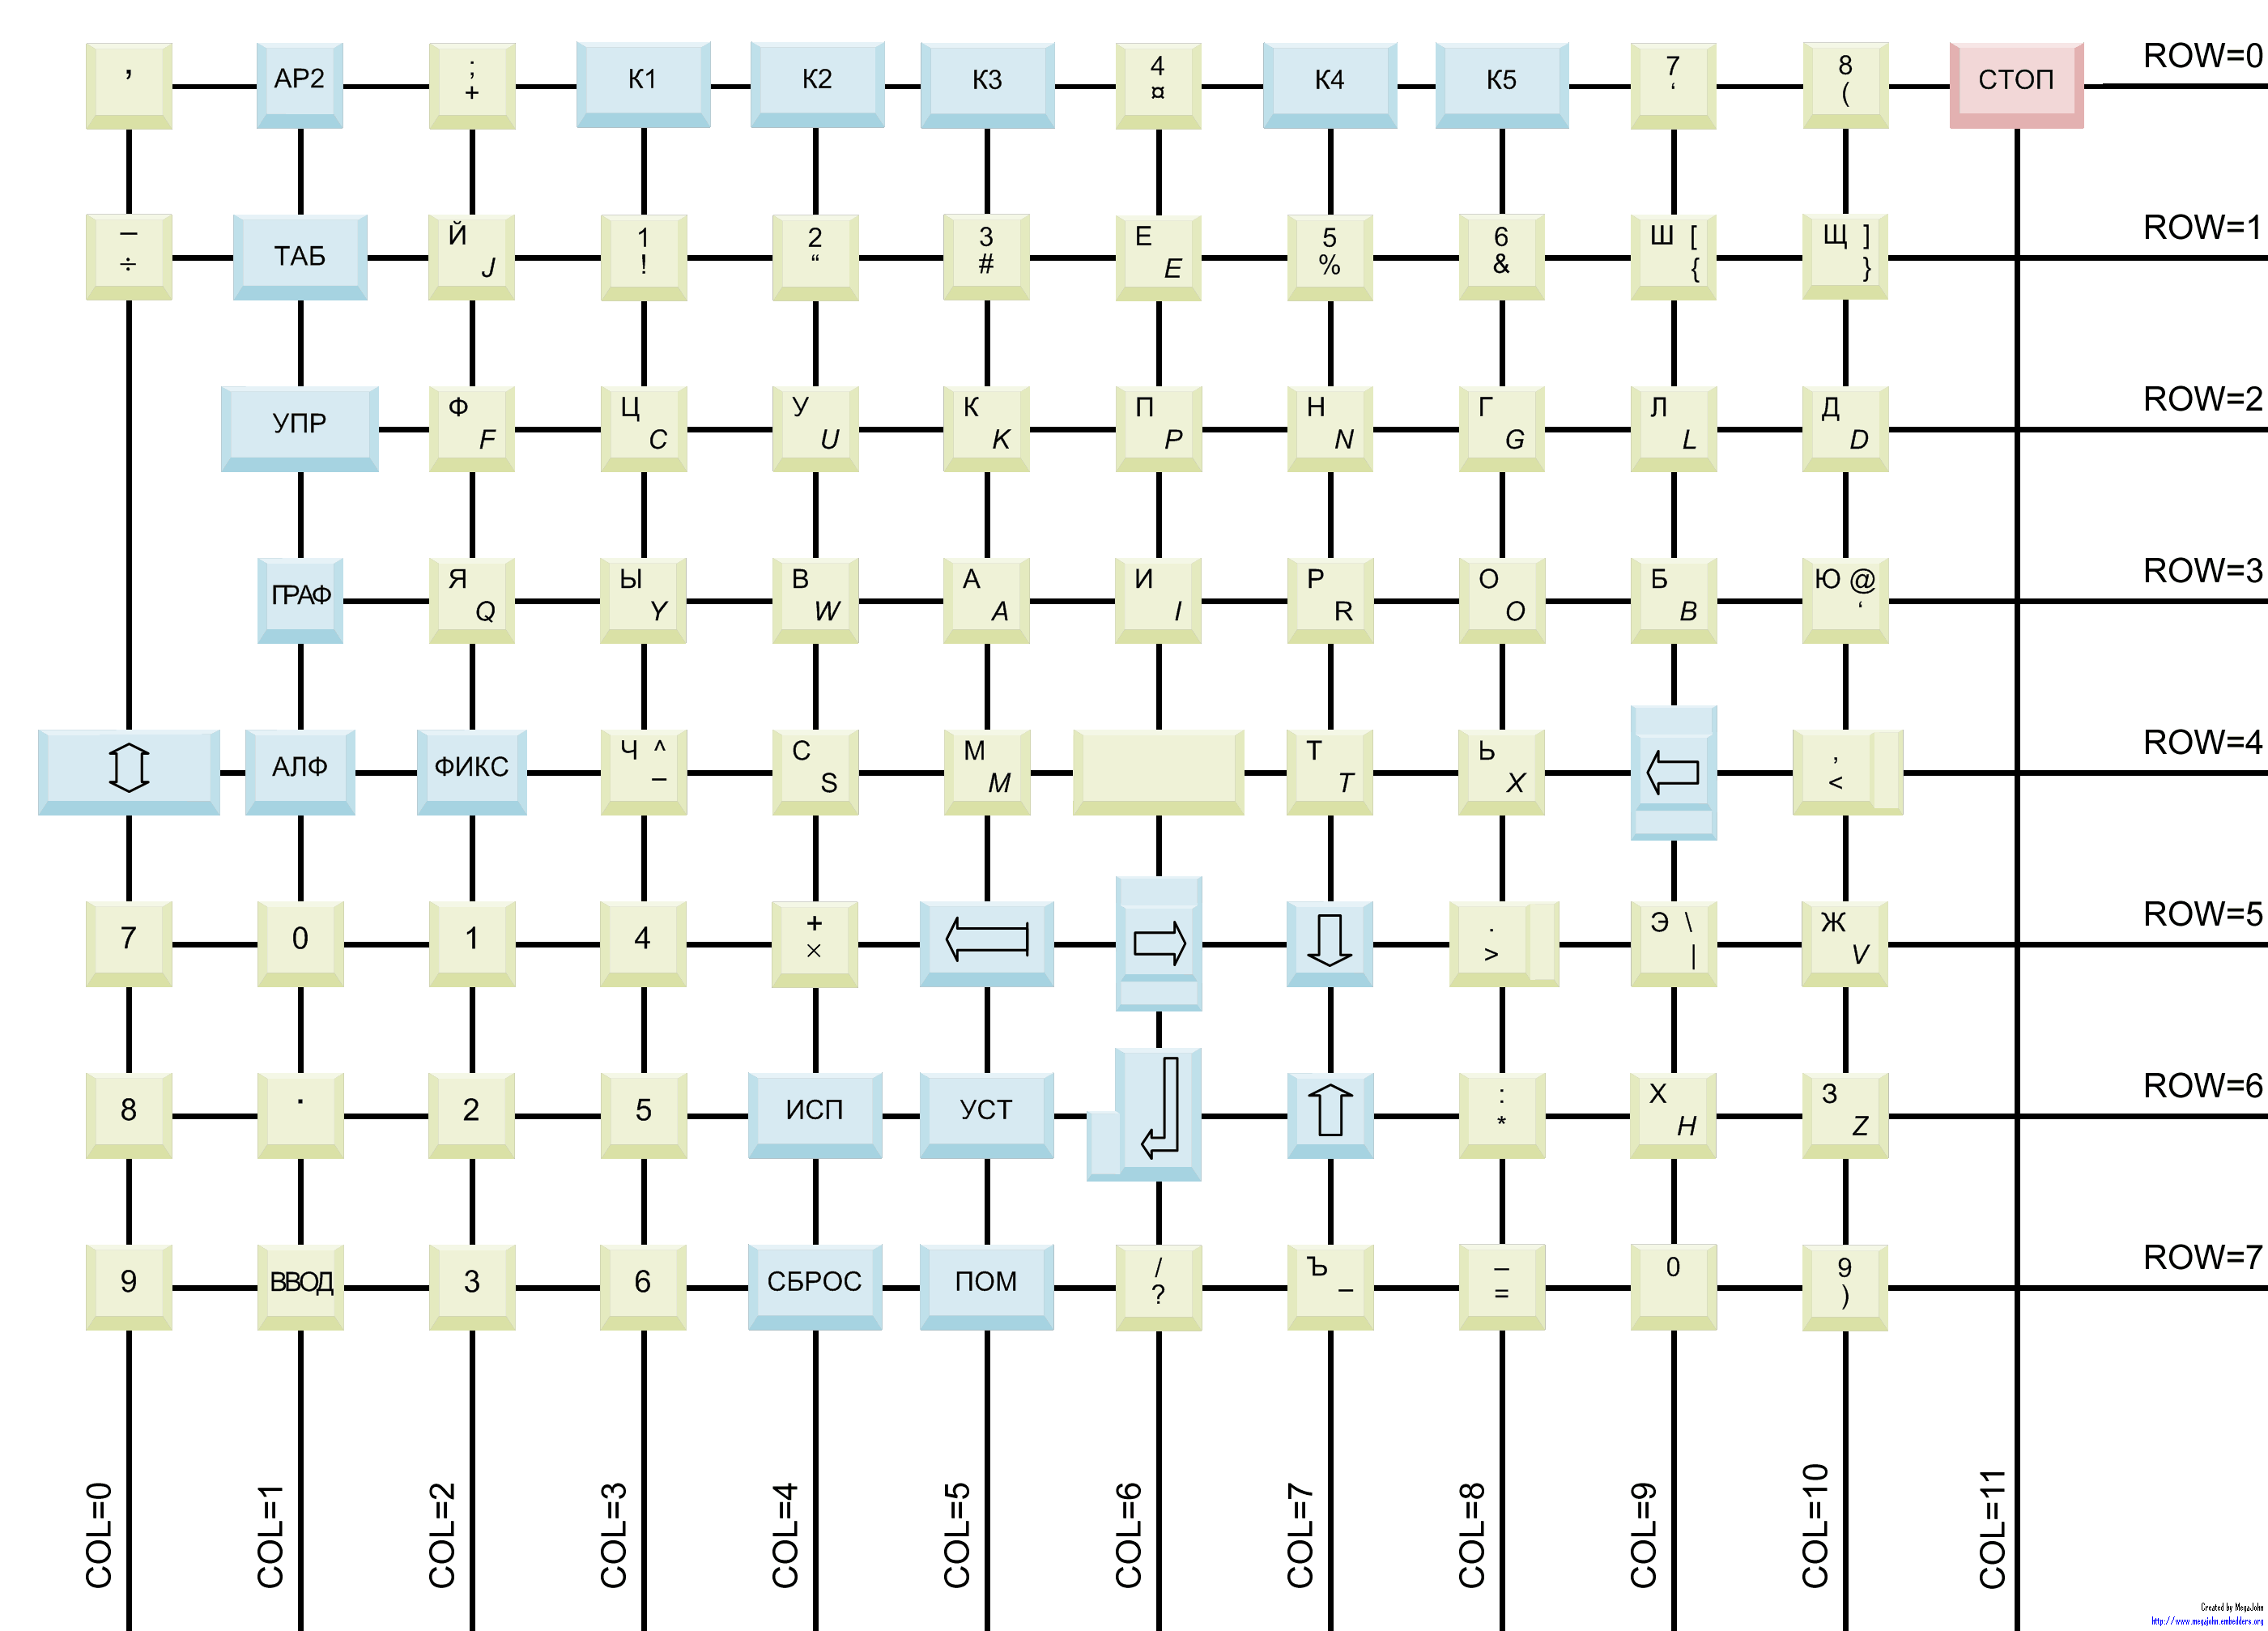 , АР2 ; + К1 К2 К3 4 ¤ К4 К5 7 ‘ 8 ( СТОП ROW=0
– ÷ ТАБ Й J 1 ! 2 “ 3 # Е E 5 % 6 & Ш [ { Щ ] } ROW=1
УПР Ф F Ц C У U К K П P Н N Г G Л L Д D ROW=2
ГРАФ Я Q Ы Y В W А A И I Р R О O Б B Ю @ ‘ ROW=3
АЛФ ФИКС Ч ^ – С S М M Т T Ь X , < ROW=4
7 0 1 4 + × . > Э \ | Ж V ROW=5
8 . 2 5 ИСП УСТ : * Х H З Z ROW=6
9 ВВОД 3 6 СБРОС ПОМ / ? Ъ – – = 0 9 ) ROW=7
COL=0 COL=1 COL=2 COL=3 COL=4 COL=5 COL=6 COL=7 COL=8 COL=9 COL=10 COL=11
Created by MegaJohn
http://www.megajohn.embedders.org